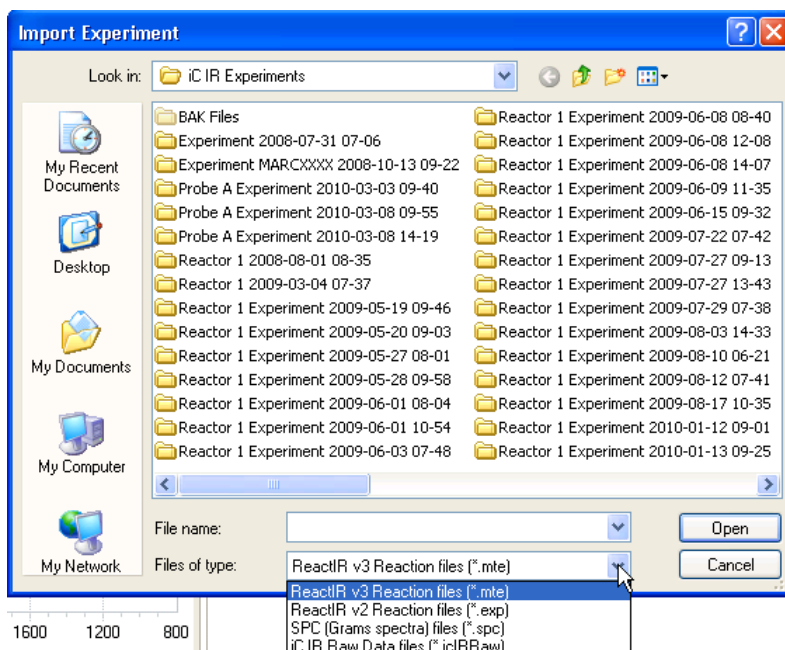 Import Experiment
Look in: iC IR Experiments
My Recent Documents
Desktop
My Documents
My Computer
My Network
BAK Files
Experiment 2008-07-31 07-06
Experiment MARCXXXX 2008-10-13 09-22
Probe A Experiment 2010-03-03 09-40
Probe A Experiment 2010-03-08 09-55
Probe A Experiment 2010-03-08 14-19
Reactor 1 2008-08-01 08-35
Reactor 1 2009-03-04 07-37
Reactor 1 Experiment 2009-05-19 09-46
Reactor 1 Experiment 2009-05-20 09-03
Reactor 1 Experiment 2009-05-27 08-01
Reactor 1 Experiment 2009-05-28 09-58
Reactor 1 Experiment 2009-06-01 08-04
Reactor 1 Experiment 2009-06-01 10-54
Reactor 1 Experiment 2009-06-03 07-48
Reactor 1 Experiment 2009-06-08 08-40
Reactor 1 Experiment 2009-06-08 12-08
Reactor 1 Experiment 2009-06-08 14-07
Reactor 1 Experiment 2009-06-09 11-35
Reactor 1 Experiment 2009-06-15 09-32
Reactor 1 Experiment 2009-07-22 07-42
Reactor 1 Experiment 2009-07-27 09-13
Reactor 1 Experiment 2009-07-27 13-43
Reactor 1 Experiment 2009-07-29 07-38
Reactor 1 Experiment 2009-08-03 14-33
Reactor 1 Experiment 2009-08-10 06-21
Reactor 1 Experiment 2009-08-12 07-41
Reactor 1 Experiment 2009-08-17 10-35
Reactor 1 Experiment 2010-01-12 09-01
Reactor 1 Experiment 2010-01-13 09-25
File name:
Open
Files of type: ReactIR v3 Reaction files (*.mte)
Cancel
ReactIR v3 Reaction files (*.mte)
ReactIR v2 Reaction files (*.exp)
SPC (Grams spectra) files (*.spc)
iC IR Raw Data files (*.icIRRaw)
1600 1200 800